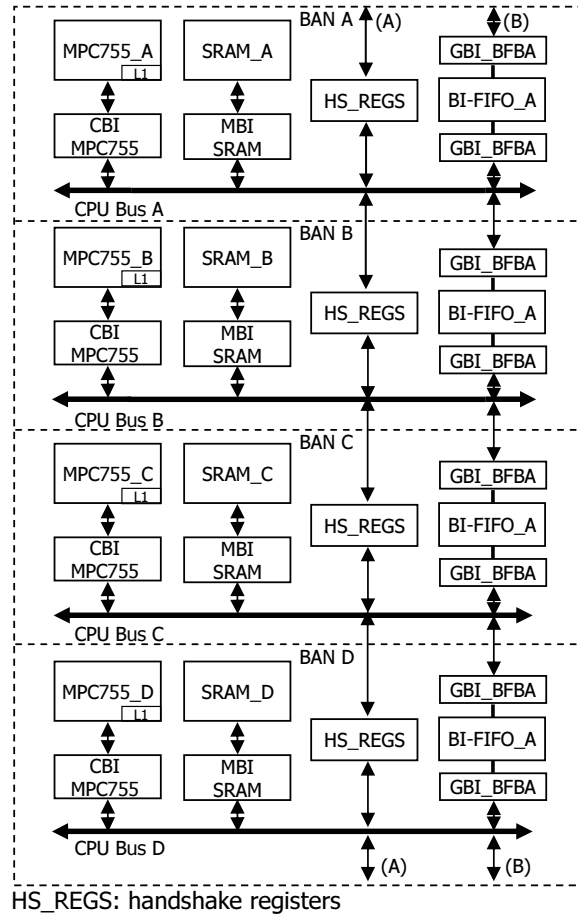 BAN A
(A)
(B)
MPC755_A
L1
SRAM_A
GBI_BFBA
HS_REGS
BI-FIFO_A
CBI
MPC755
MBI
SRAM
GBI_BFBA
CPU Bus A
BAN B
MPC755_B
L1
SRAM_B
GBI_BFBA
HS_REGS
BI-FIFO_A
CBI
MPC755
MBI
SRAM
GBI_BFBA
CPU Bus B
BAN C
MPC755_C
L1
SRAM_C
GBI_BFBA
HS_REGS
BI-FIFO_A
CBI
MPC755
MBI
SRAM
GBI_BFBA
CPU Bus C
BAN D
MPC755_D
L1
SRAM_D
GBI_BFBA
HS_REGS
BI-FIFO_A
CBI
MPC755
MBI
SRAM
GBI_BFBA
CPU Bus D
(A)
(B)
HS_REGS: handshake registers